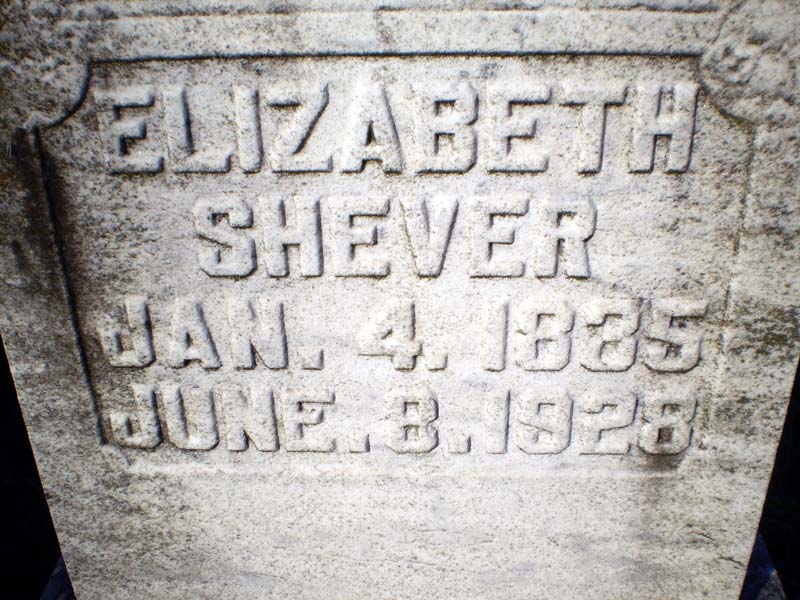 ELIZABETH
SHEVER
JAN. 4. 1835
JUNE. 8. 1928